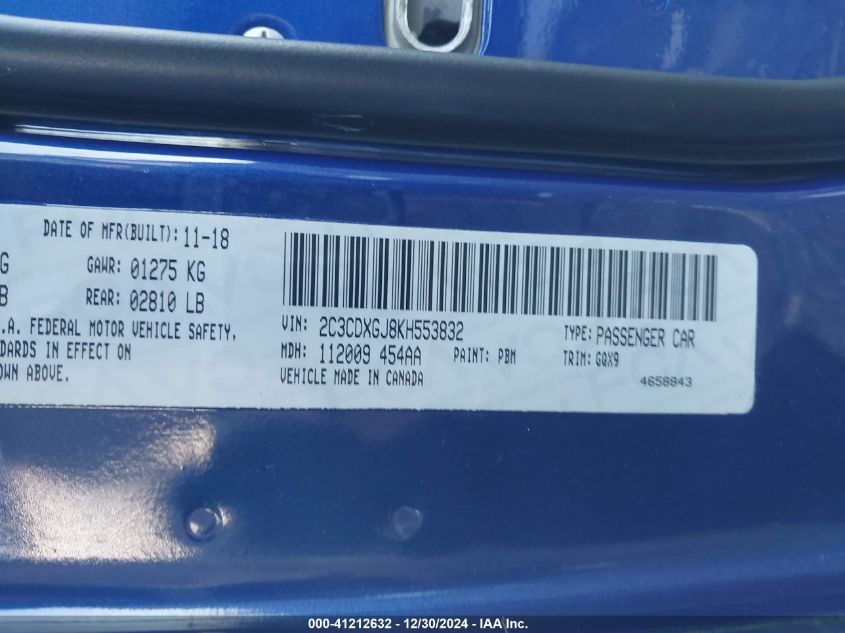 DATE OF MFR(BUILT): 11-18
G GAWR: 01275 KG
B REAR: 02810 LB
.A. FEDERAL MOTOR VEHICLE SAFETY,
DARDS IN EFFECT ON
OWN ABOVE.
VIN: 2C3CDXGJ8KH553832 TYPE: PASSENGER CAR
MDH: 112009 454AA PAINT: PBM TRIM: GQX9
VEHICLE MADE IN CANADA 4658843
000-41212632 - 12/30/2024 - IAA Inc.